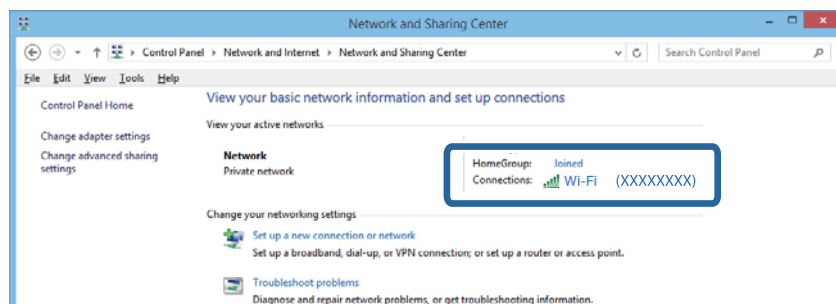 Network and Sharing Center
Control Panel Network and Internet Network and Sharing Center Search Control Panel
File Edit View Tools Help
Control Panel Home
Change adapter settings
Change advanced sharing
settings
View your basic network information and set up connections
View your active networks
Network
Private network
HomeGroup: Joined
Connections: Wi-Fi (XXXXXXXX)
Change your networking settings
Set up a new connection or network
Set up a broadband, dial-up, or VPN connection; or set up a router or access point.
Troubleshoot problems
Diagnose and repair network problems, or get troubleshooting information.